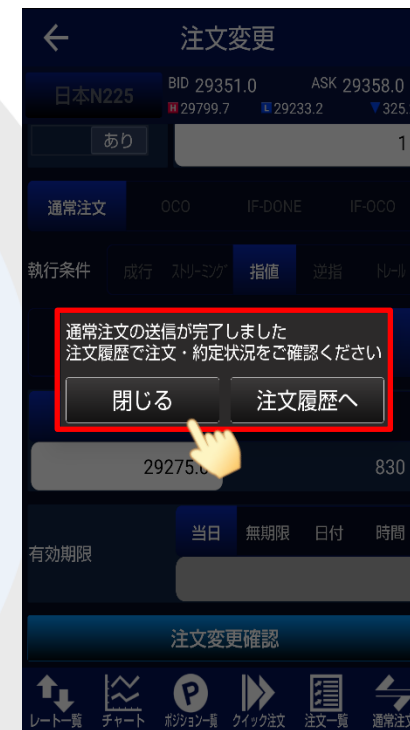 注文変更
日本N225
BID 29351.0
ASK 29358.0
H 29799.7
L 29233.2
▼325.
あり
1
通常注文
OCO
IF-DONE
IF-OCO
執行条件
成行
ストリーミング
指値
逆指
トレール
通常注文の送信が完了しました
注文履歴で注文・約定状況をご確認ください
閉じる
注文履歴へ
29275.0
830
有効期限
当日
無期限
日付
時間
注文変更確認
レート一覧
チャート
P
ポジション一覧
クイック注文
注文一覧
通常注文